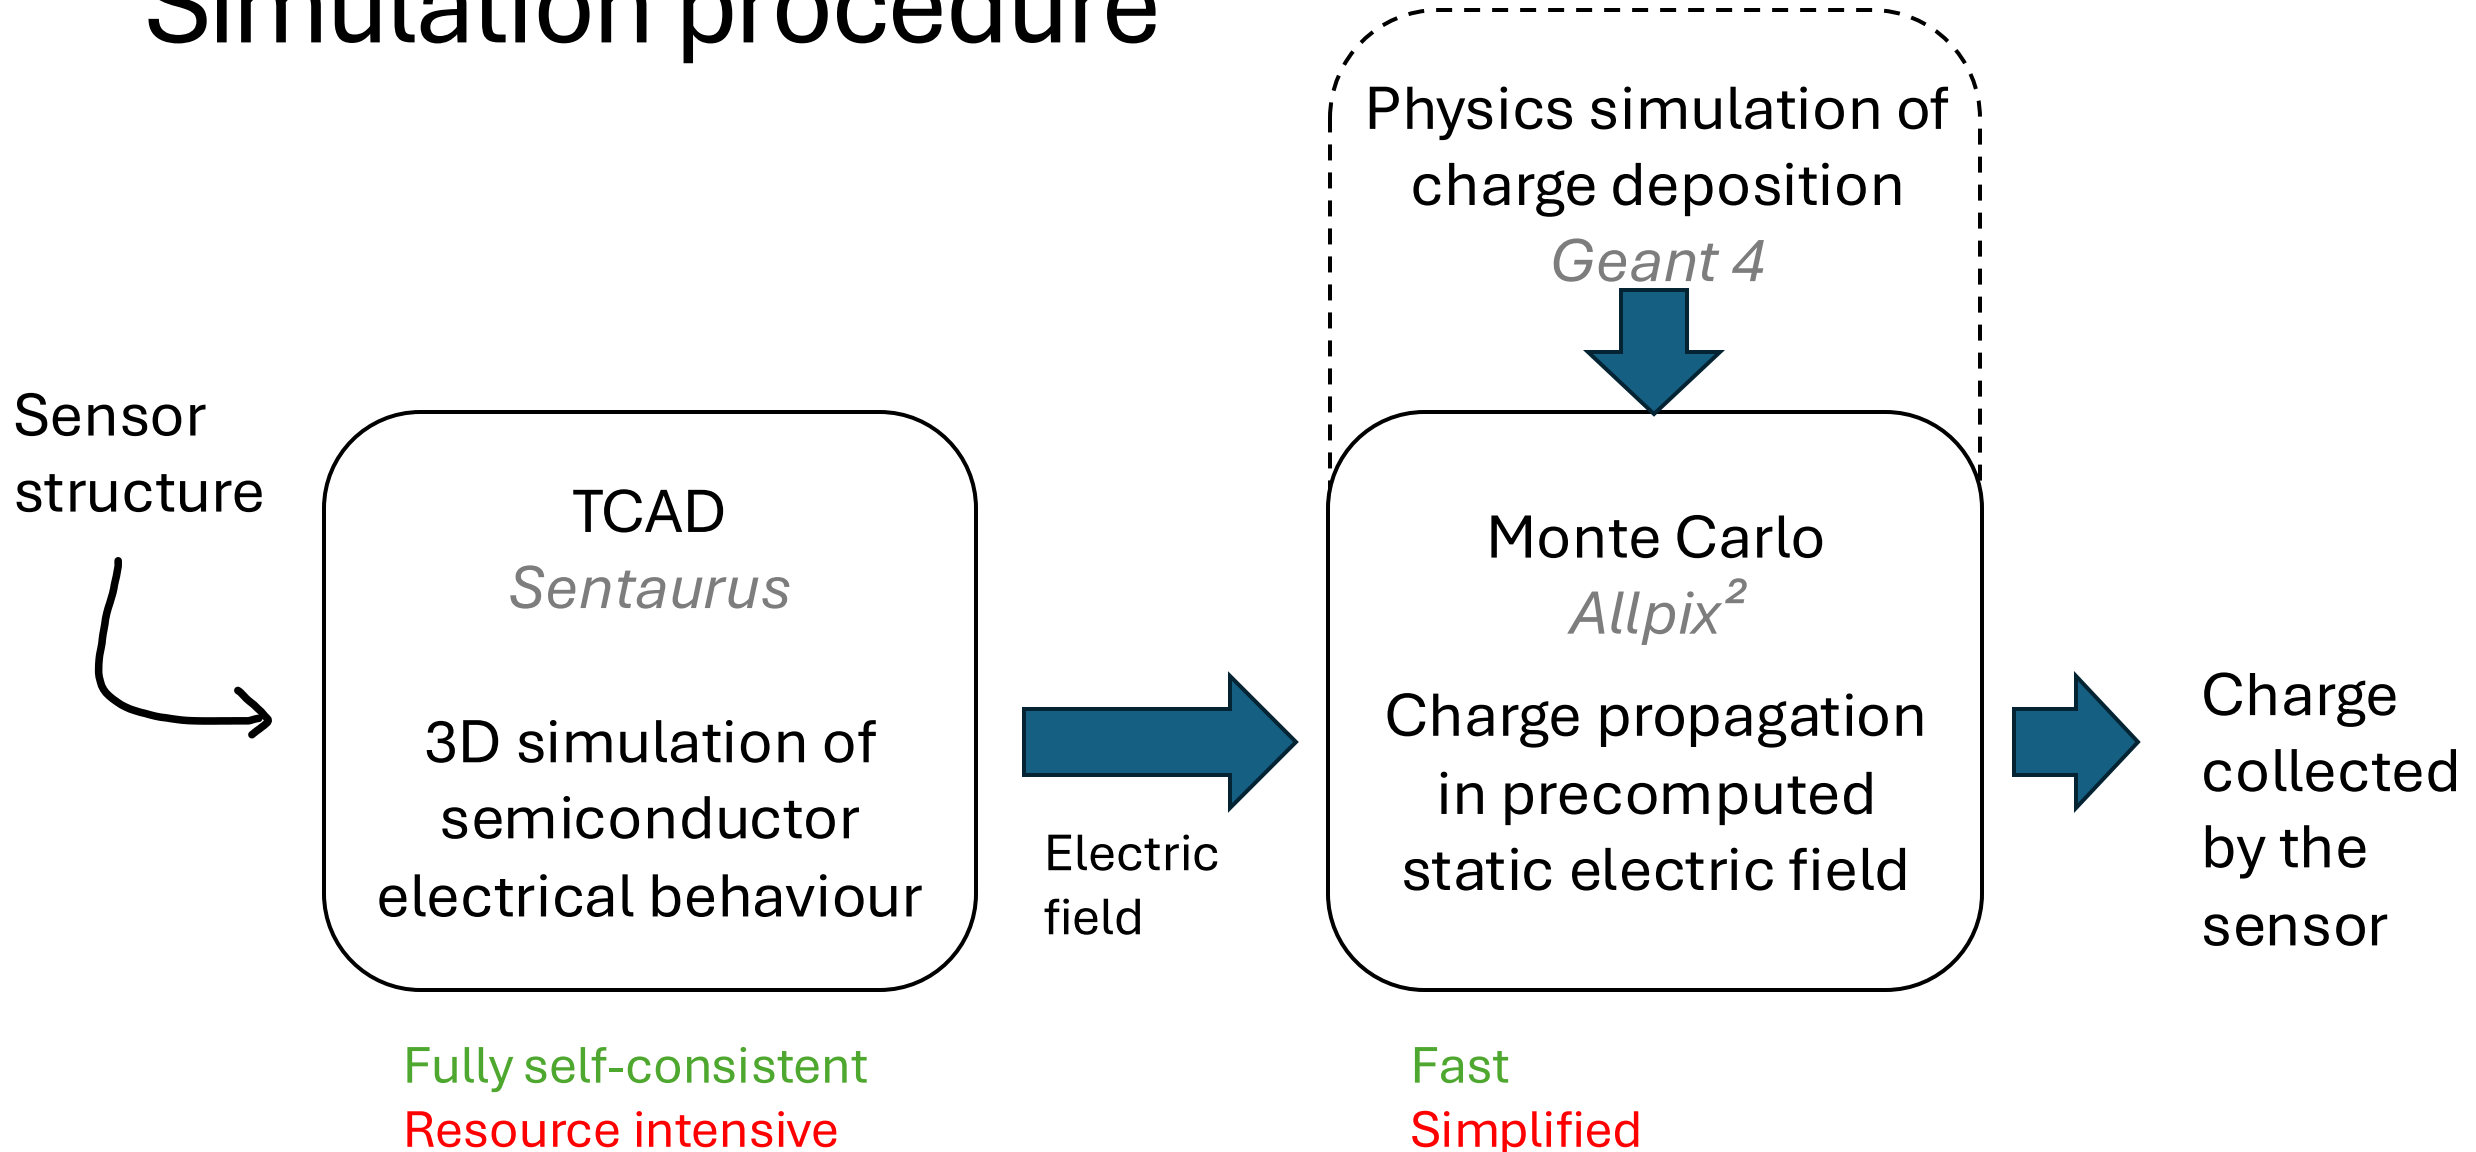 Simulation procedure
Physics simulation of
charge deposition
Geant 4
Sensor
structure
TCAD
Sentaurus
3D simulation of
semiconductor
electrical behaviour
Electric
field
Monte Carlo
Allpix²
Charge propagation
in precomputed
static electric field
Charge
collected
by the
sensor
Fully self-consistent
Resource intensive
Fast
Simplified